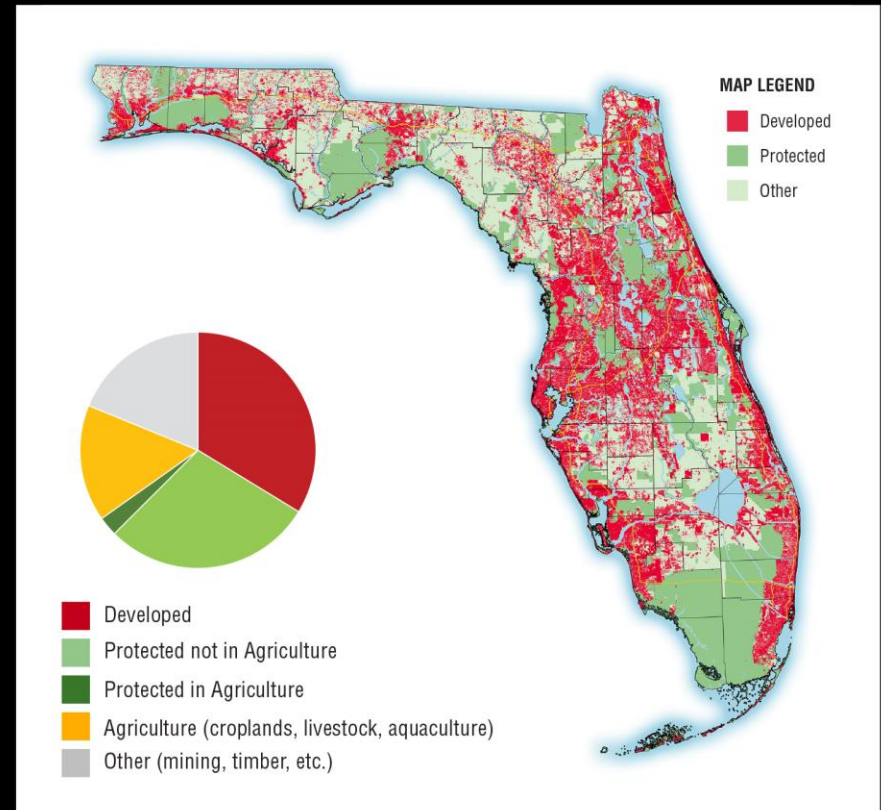 MAP LEGEND
Developed
Protected
Other
Developed
Protected not in Agriculture
Protected in Agriculture
Agriculture (croplands, livestock, aquaculture)
Other (mining, timber, etc.)